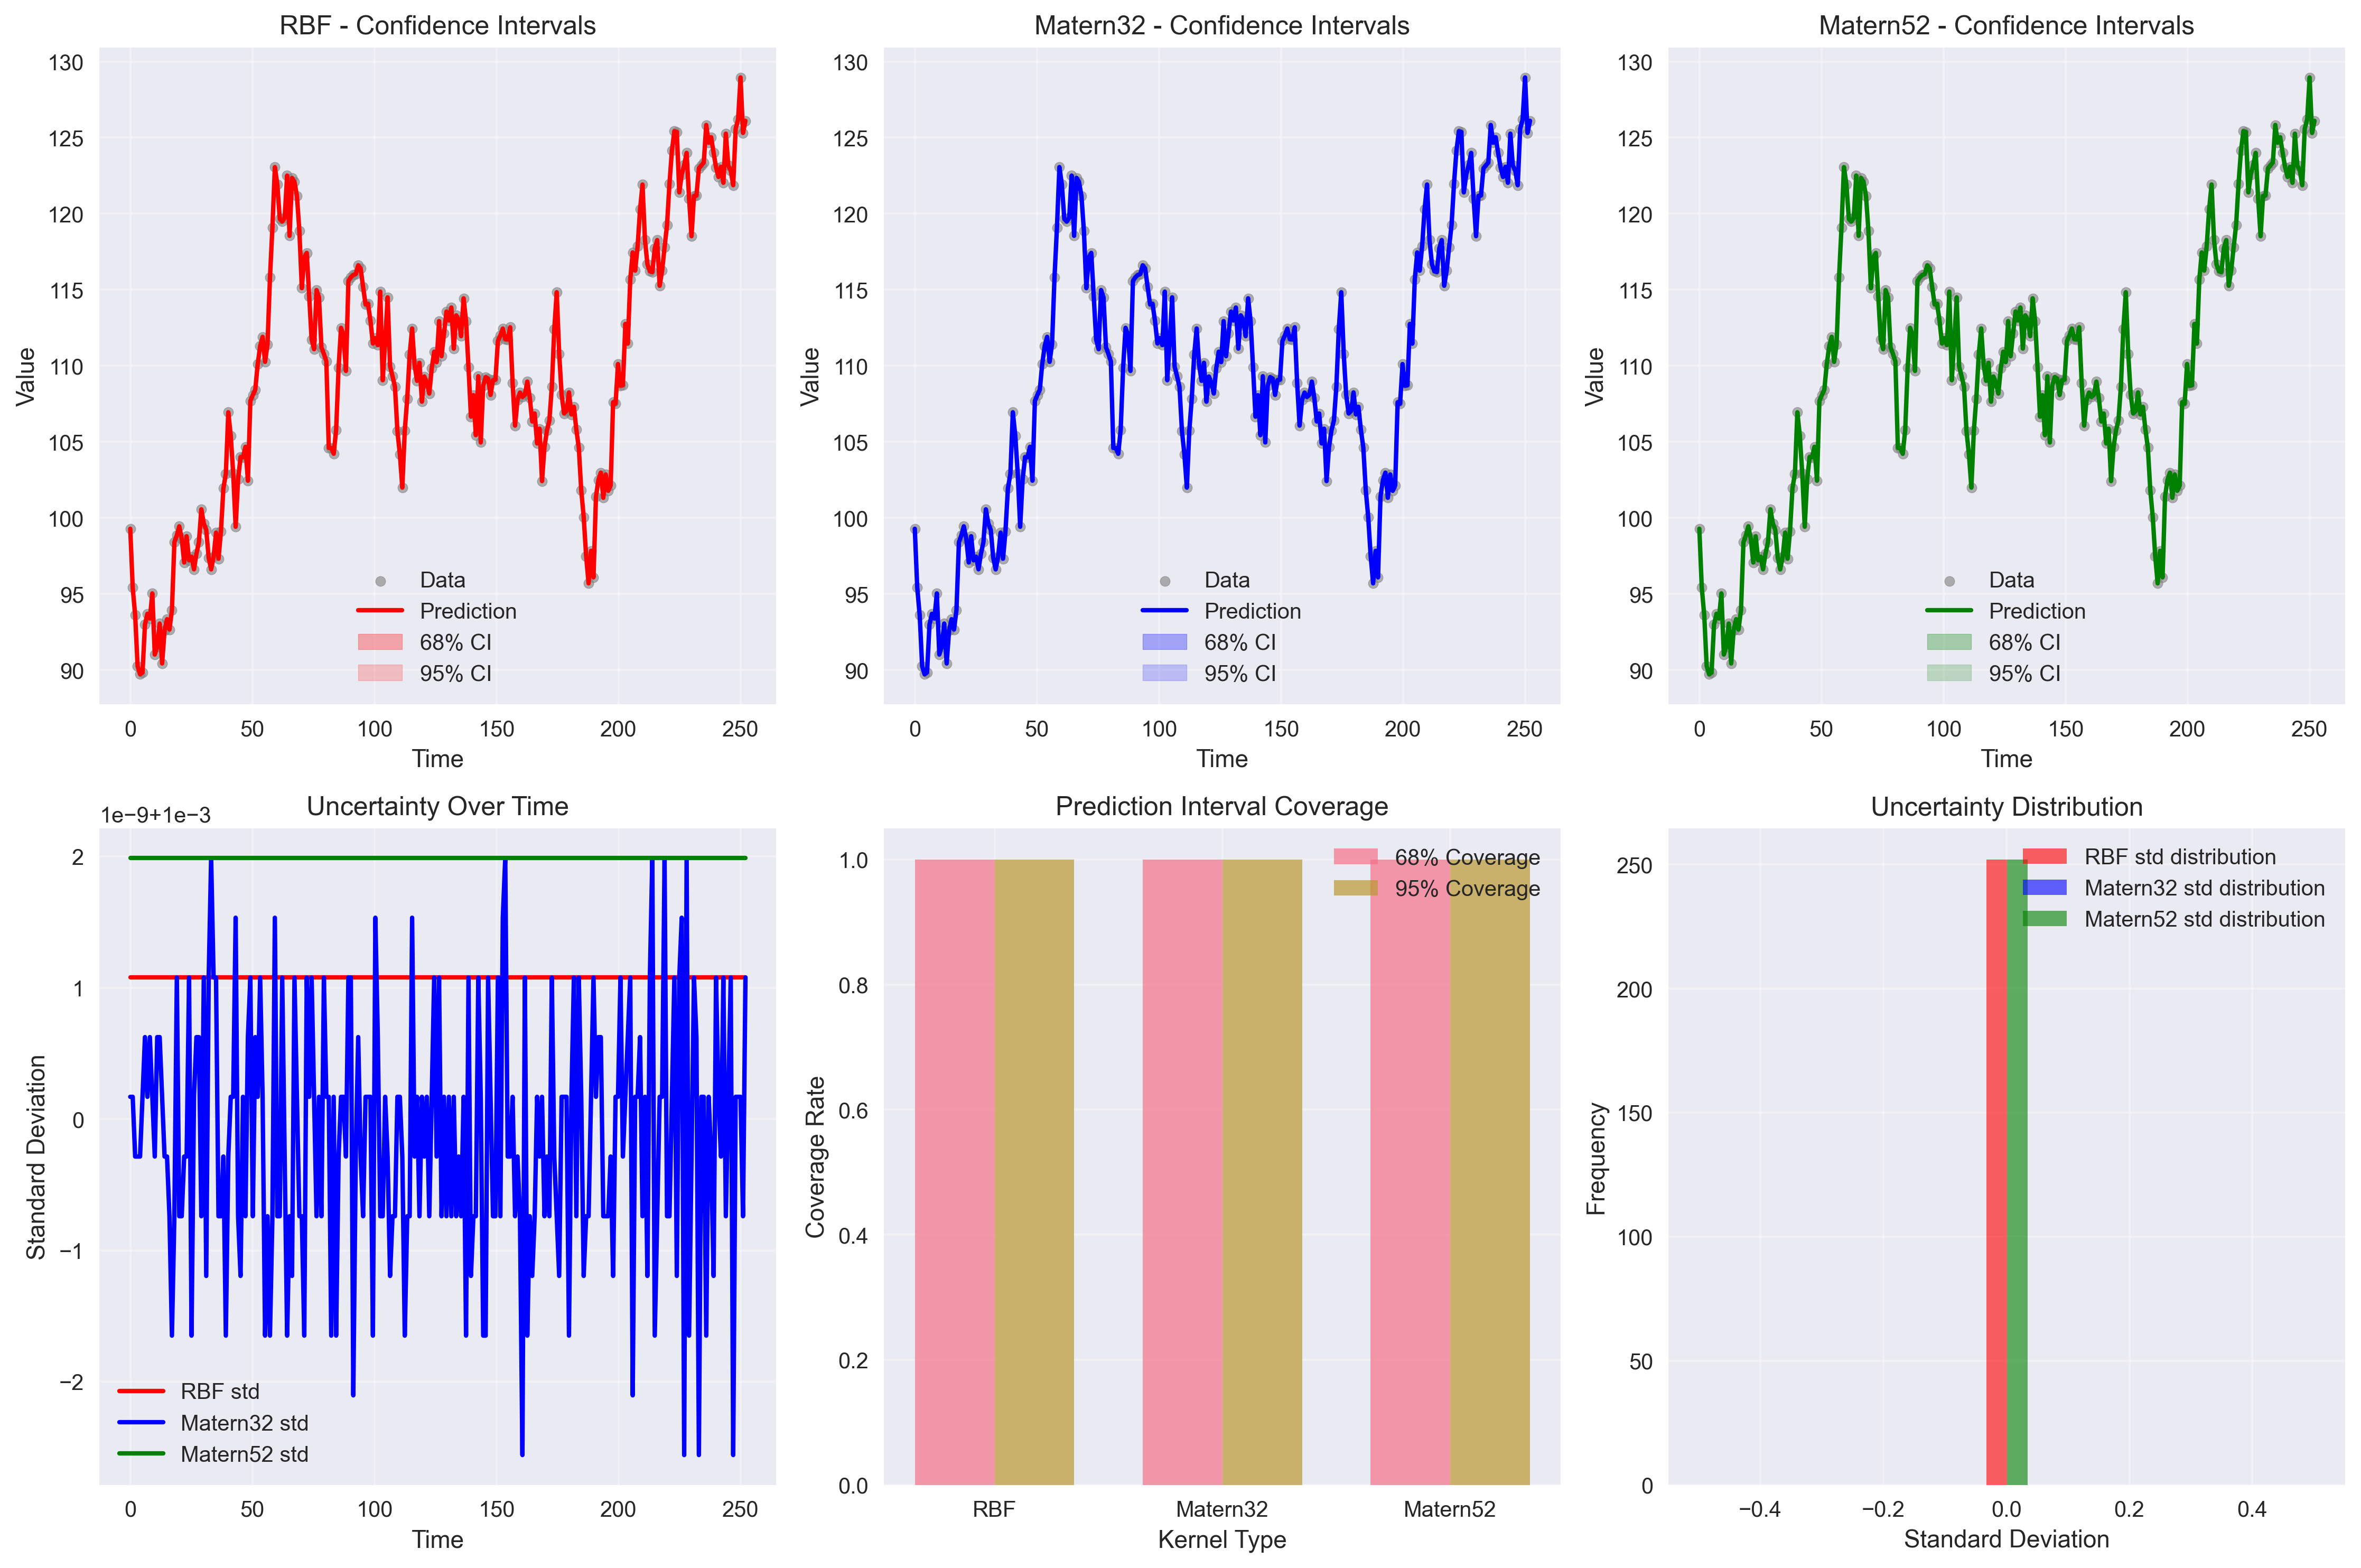 RBF - Confidence Intervals
130
125
120
115
110
105
100
95
90
Value
Data
Prediction
68% CI
95% CI
0 50 100 150 200 250
Time
Matern32 - Confidence Intervals
130
125
120
115
110
105
100
95
90
Value
Data
Prediction
68% CI
95% CI
0 50 100 150 200 250
Time
Matern52 - Confidence Intervals
130
125
120
115
110
105
100
95
90
Value
Data
Prediction
68% CI
95% CI
0 50 100 150 200 250
Time
Uncertainty Over Time
1e−9+1e−3
2
1
0
−1
−2
Standard Deviation
RBF std
Matern32 std
Matern52 std
0 50 100 150 200 250
Time
Prediction Interval Coverage
1.0
0.8
0.6
0.4
0.2
0.0
Coverage Rate
68% Coverage
95% Coverage
RBF Matern32 Matern52
Kernel Type
Uncertainty Distribution
250
200
150
100
50
0
Frequency
RBF std distribution
Matern32 std distribution
Matern52 std distribution
−0.4 −0.2 0.0 0.2 0.4
Standard Deviation